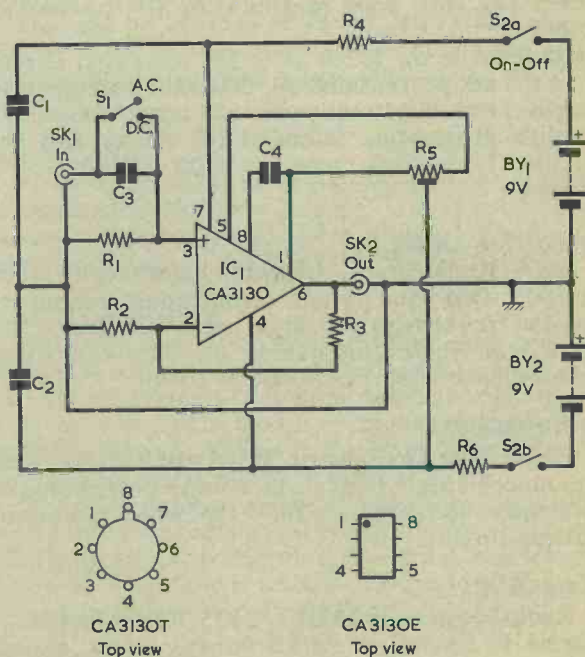 R4
S2a
On-Off
C1
S1
A.C.
D.C.
SK1
In
C3
C4
R5
BY1
9V
R1
7
5
8
1
3
IC1
CA3130
6
SK2
Out
R2
2
4
R3
C2
BY2
9V
R6
S2b
8
1
7
2
6
3
5
4
CA3130T
Top view
1
8
4
5
CA3130E
Top view
+
+
+
−